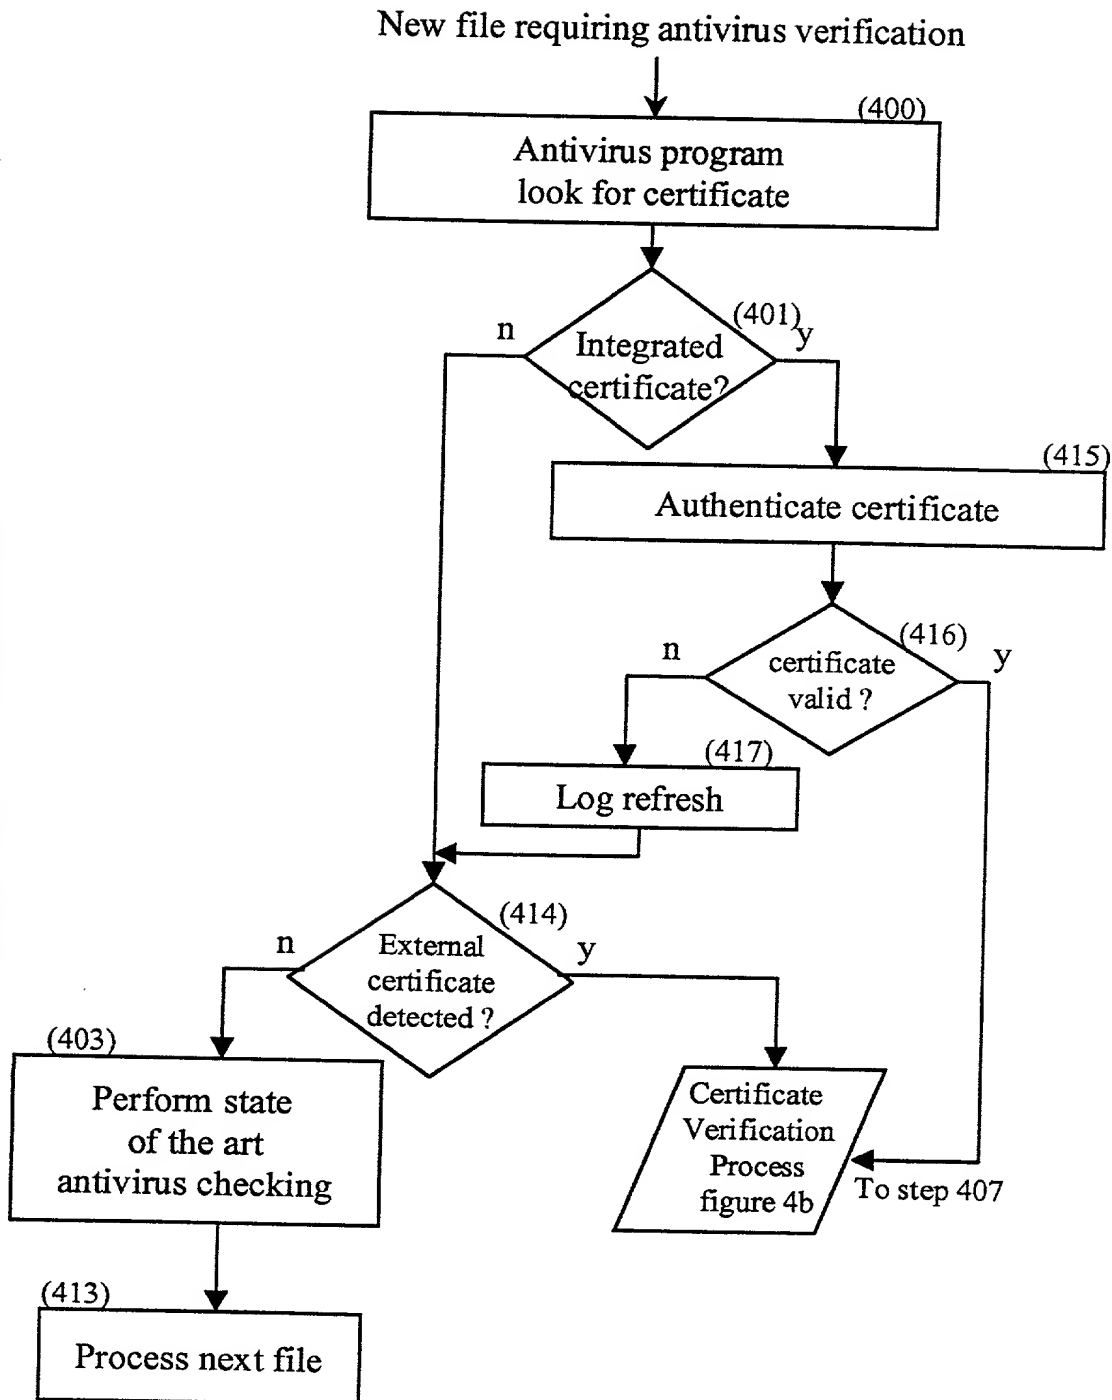 New file requiring antivirus verification
(400)
Antivirus program
look for certificate
(401)
n
y
Integrated
certificate?
(415)
Authenticate certificate
(416)
n
y
certificate
valid ?
(417)
Log refresh
(414)
n
y
External
certificate
detected ?
(403)
Perform state
of the art
antivirus checking
Certificate
Verification
Process
figure 4b
To step 407
(413)
Process next file